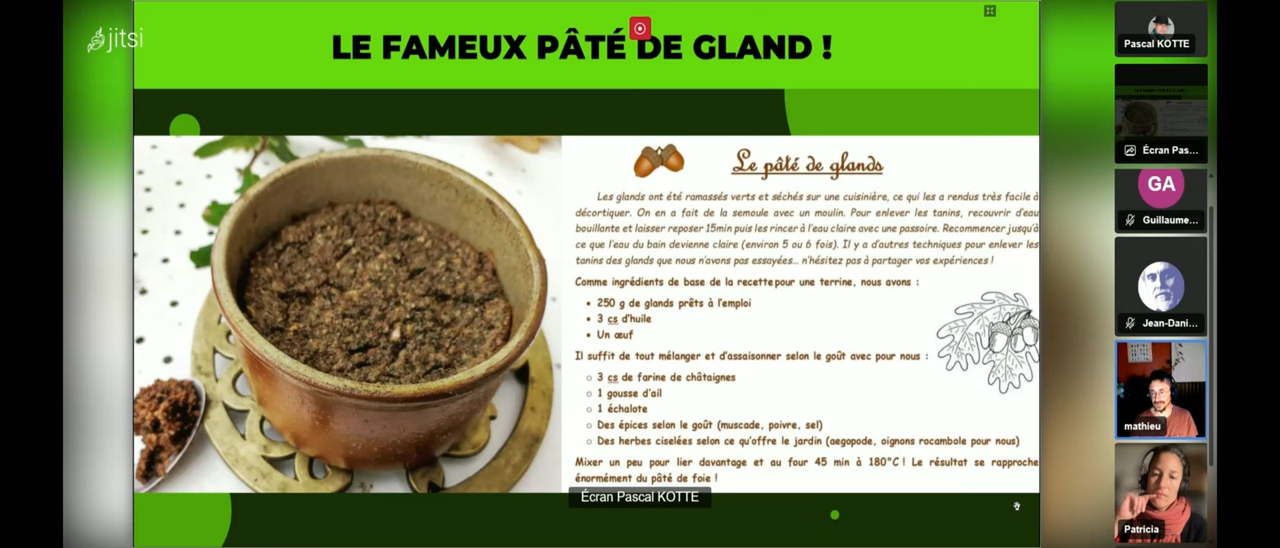 jitsi
LE FAMEUX PÂTÉ DE GLAND !
Le pâté de glands
Les glands ont été ramassés verts et séchés sur une cuisinière, ce qui les a rendus très facile à
décortiquer. On en a fait de la semoule avec un moulin. Pour enlever les tanins, recouvrir d'eau
bouillante et laisser reposer 15min puis les rincer à l'eau claire avec une passoire. Recommencer jusqu'à
ce que l'eau du bain devienne claire (environ 5 ou 6 fois). Il y a d'autres techniques pour enlever les
tanins des glands que nous n'avons pas essayées... n'hésitez pas à partager vos expériences !
Comme ingrédients de base de la recette pour une terrine, nous avons :
• 250 g de glands prêts à l'emploi
• 3 cs d'huile
• Un œuf
Il suffit de tout mélanger et d'assaisonner selon le goût avec pour nous :
○ 3 cs de farine de châtaignes
○ 1 gousse d'ail
○ 1 échalote
○ Des épices selon le goût (muscade, poivre, sel)
○ Des herbes ciselées selon ce qu'offre le jardin (aegopode, oignons rocambole pour nous)
Mixer un peu pour lier davantage et au four 45 min à 180°C ! Le résultat se rapproche
énormément du pâté de foie !
Écran Pascal KOTTE
Pascal KOTTE
Écran Pas...
GA
Guillaume...
Jean-Dani...
mathieu
Patricia